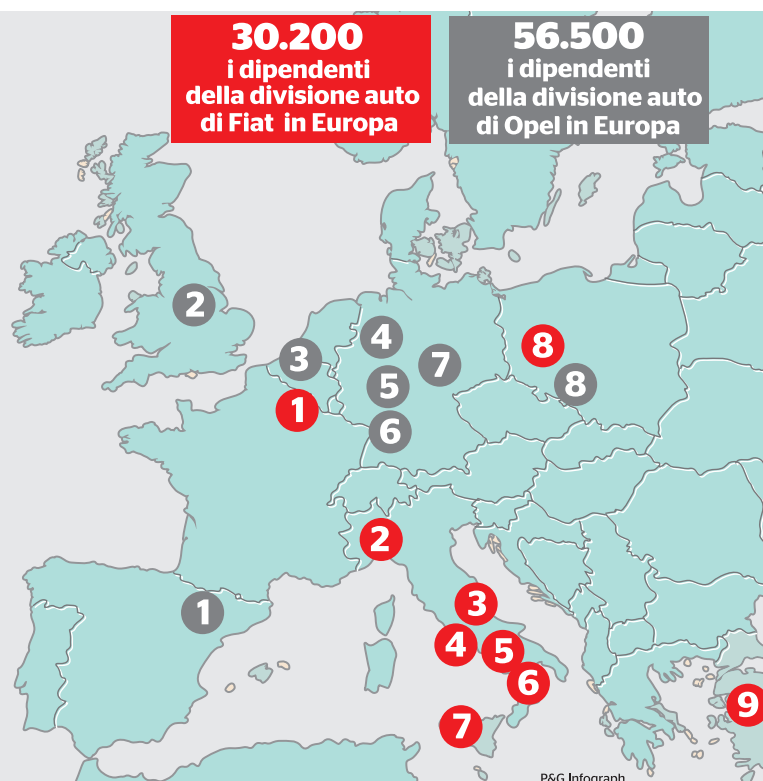 30.200
i dipendenti
della divisione auto
di Fiat in Europa
56.500
i dipendenti
della divisione auto
di Opel in Europa
2
4
8
3
7
5
8
1
6
2
1
3
4
5
6
9
7
P&G Infograph